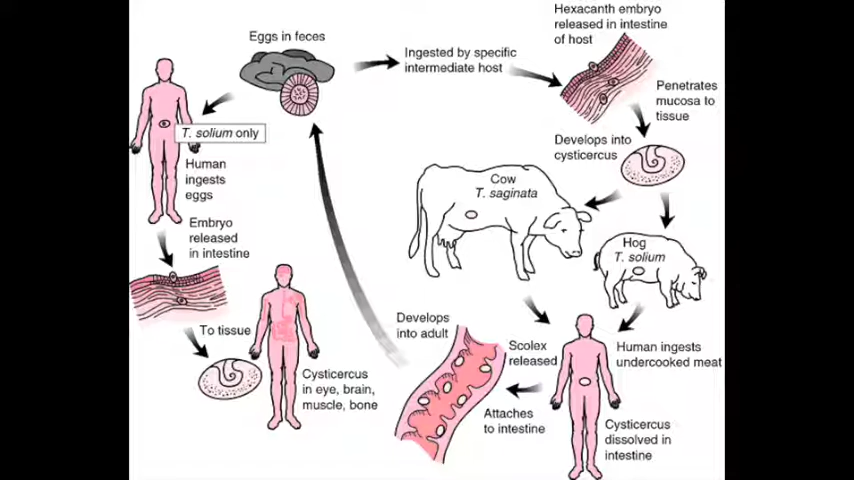 Eggs in feces
Ingested by specific
intermediate host
Hexacanth embryo
released in intestine
of host
Penetrates
mucosa to
tissue
Develops into
cysticercus
Cow
T. saginata
Hog
T. solium
Human ingests
undercooked meat
Cysticercus
dissolved in
intestine
Scolex
released
Attaches
to intestine
Develops
into adult
T. solium only
Human
ingests
eggs
Embryo
released
in intestine
To tissue
Cysticercus
in eye, brain,
muscle, bone